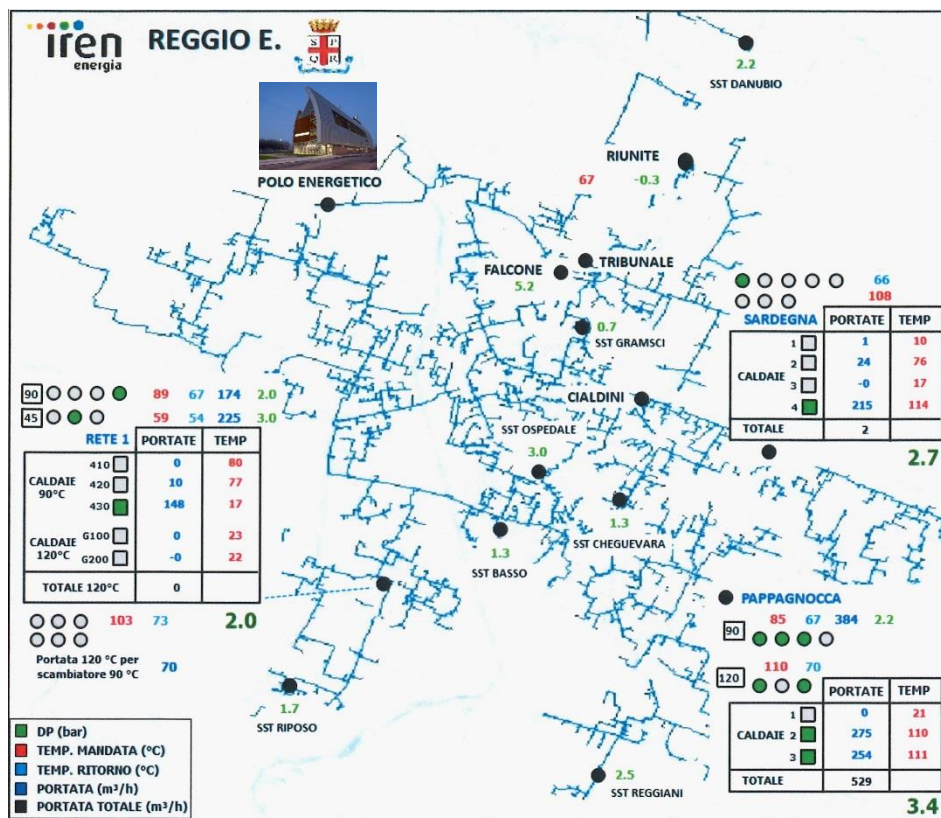 iren
energia
REGGIO E.
S P
Q R
2.2
SST DANUBIO
RIUNITE
POLO ENERGETICO
67 -0.3
TRIBUNALE
FALCONE
5.2
0.7
SST GRAMSCI
CIALDINI
SST OSPEDALE
3.0
1.3
SST CHEGUEVARA
1.3
SST BASSO
66
108
SARDEGNA PORTATE TEMP
1 1 10
2 24 76
CALDAIE
3 -0 17
4 215 114
TOTALE 2
2.7
90 89 67 174 2.0
45 59 54 225 3.0
RETE 1 PORTATE TEMP
410 0 80
CALDAIE 90°C 420 10 77
430 148 17
CALDAIE 120°C G100 0 23
G200 -0 22
TOTALE 120°C 0
103 73 2.0
Portata 120 °C per
scambiatore 90 °C 70
1.7
SST RIPOSO
PAPPAGNOCCA
85 67 384 2.2
90
110 70
120
PORTATE TEMP
1 0 21
CALDAIE 2 275 110
3 254 111
TOTALE 529
3.4
2.5
SST REGGIANI
DP (bar)
TEMP. MANDATA (°C)
TEMP. RITORNO (°C)
PORTATA (m³/h)
PORTATA TOTALE (m³/h)